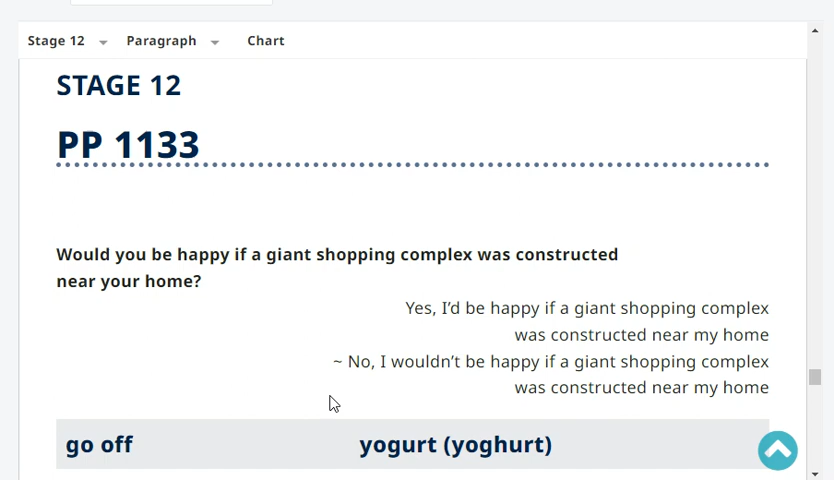 Stage 12 Paragraph Chart
STAGE 12
PP 1133
Would you be happy if a giant shopping complex was constructed
near your home?
Yes, I’d be happy if a giant shopping complex
was constructed near my home
~ No, I wouldn’t be happy if a giant shopping complex
was constructed near my home
go off yogurt (yoghurt)